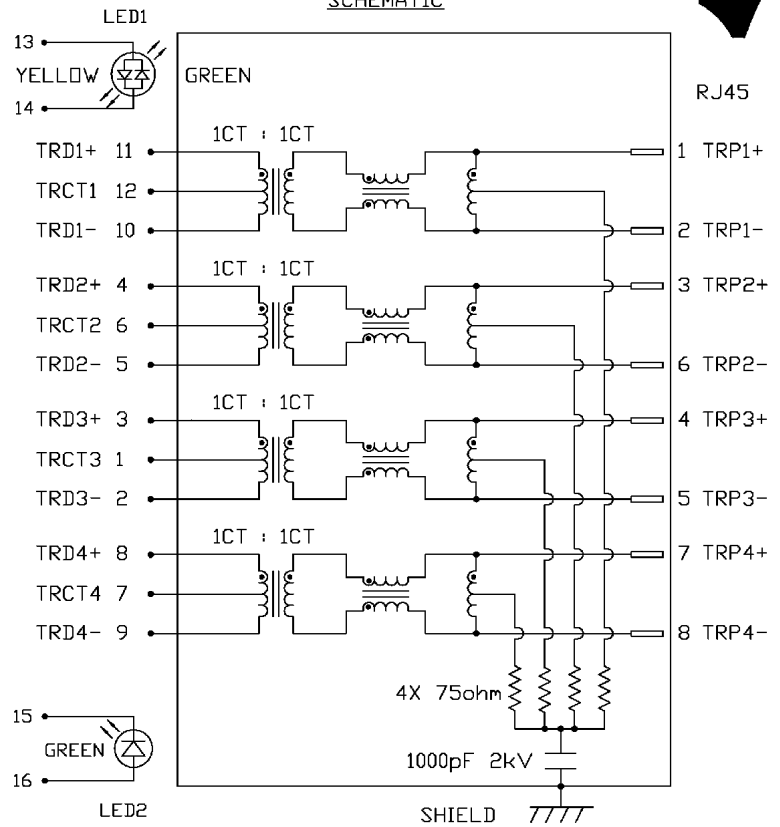 SCHEMATIC
LED1
13
YELLOW
GREEN
14
RJ45
1CT : 1CT
TRD1+ 11
1 TRP1+
TRCT1 12
TRD1- 10
2 TRP1-
1CT : 1CT
TRD2+ 4
3 TRP2+
TRCT2 6
TRD2- 5
6 TRP2-
1CT : 1CT
TRD3+ 3
4 TRP3+
TRCT3 1
TRD3- 2
5 TRP3-
1CT : 1CT
TRD4+ 8
7 TRP4+
TRCT4 7
TRD4- 9
8 TRP4-
4X 75ohm
15
GREEN
1000pF 2kV
16
LED2
SHIELD